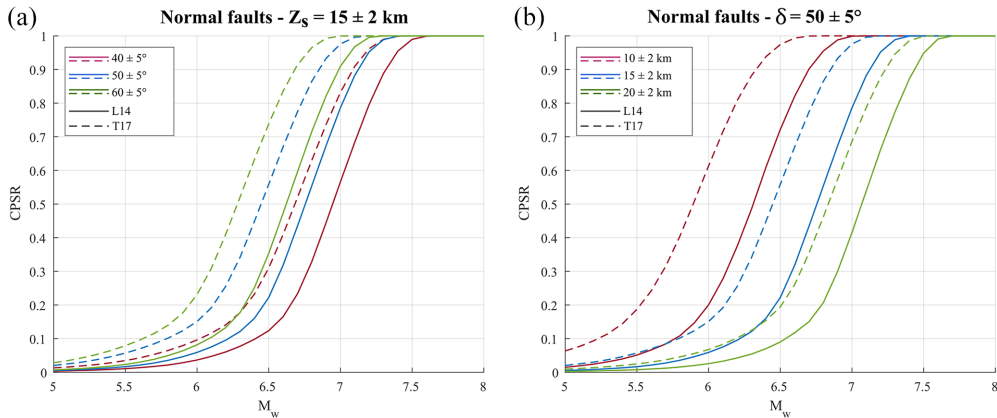 (a)
Normal faults - Zs = 15 ± 2 km
1
0.9
0.8
0.7
0.6
0.5
0.4
0.3
0.2
0.1
0
CPSR
40 ± 5°
50 ± 5°
60 ± 5°
L14
T17
5
5.5
6
6.5
7
7.5
8
Mw
(b)
Normal faults - δ = 50 ± 5°
1
0.9
0.8
0.7
0.6
0.5
0.4
0.3
0.2
0.1
0
CPSR
10 ± 2 km
15 ± 2 km
20 ± 2 km
L14
T17
5
5.5
6
6.5
7
7.5
8
Mw